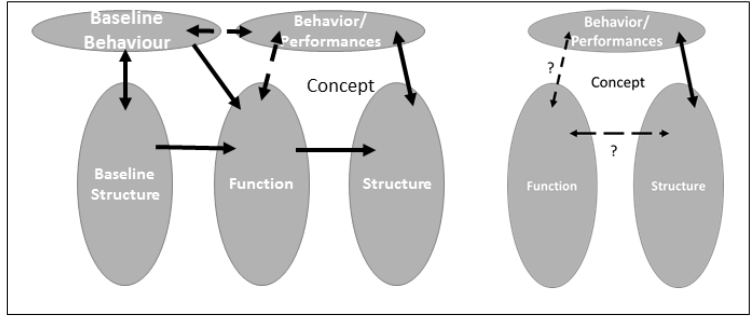 Baseline
Behaviour
Behavior/
Performances
Concept
Baseline
Structure
Function
Structure
Behavior/
Performances
?
Concept
?
Function
Structure